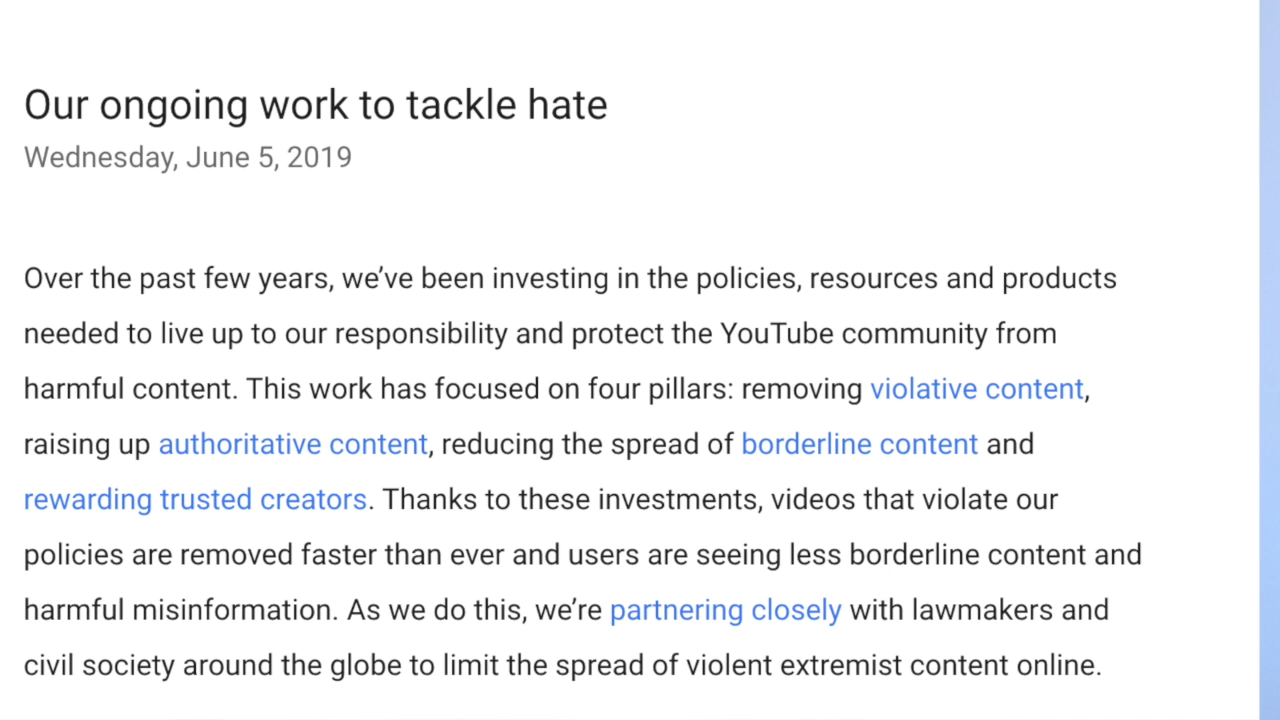 Our ongoing work to tackle hate
Wednesday, June 5, 2019
Over the past few years, we’ve been investing in the policies, resources and products
needed to live up to our responsibility and protect the YouTube community from
harmful content. This work has focused on four pillars: removing violative content,
raising up authoritative content, reducing the spread of borderline content and
rewarding trusted creators. Thanks to these investments, videos that violate our
policies are removed faster than ever and users are seeing less borderline content and
harmful misinformation. As we do this, we’re partnering closely with lawmakers and
civil society around the globe to limit the spread of violent extremist content online.